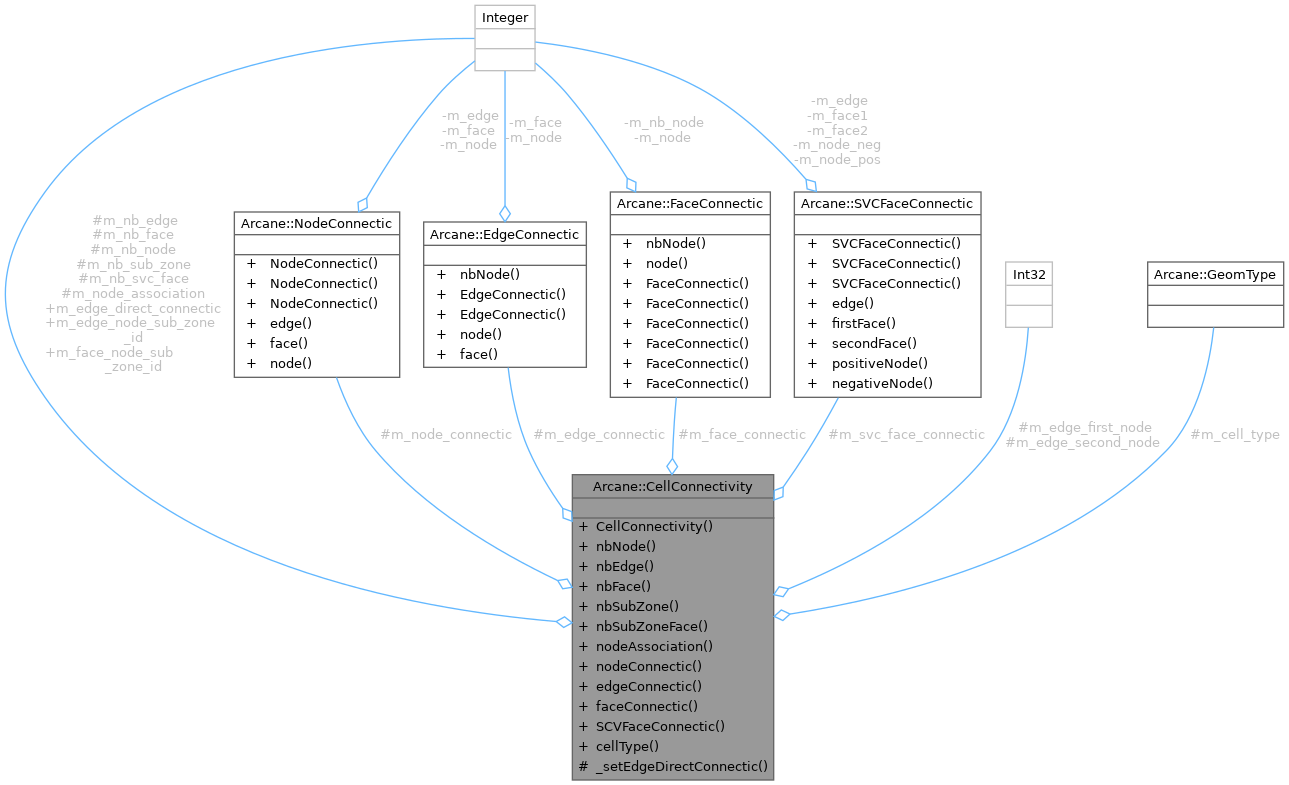 Integer
-m_edge
-m_face
-m_node
-m_face
-m_node
-m_nb_node
-m_node
-m_edge
-m_face1
-m_face2
-m_node_neg
-m_node_pos
#m_nb_edge
#m_nb_face
#m_nb_node
#m_nb_sub_zone
#m_nb_svc_face
#m_node_association
+m_edge_direct_connectic
+m_edge_node_sub_zone
_id
+m_face_node_sub
_zone_id
Arcane::NodeConnectic
+ NodeConnectic()
+ NodeConnectic()
+ NodeConnectic()
+ edge()
+ face()
+ node()
Arcane::EdgeConnectic
+ nbNode()
+ EdgeConnectic()
+ EdgeConnectic()
+ node()
+ face()
Arcane::FaceConnectic
+ nbNode()
+ node()
+ FaceConnectic()
+ FaceConnectic()
+ FaceConnectic()
+ FaceConnectic()
+ FaceConnectic()
+ FaceConnectic()
Arcane::SVCFaceConnectic
+ SVCFaceConnectic()
+ SVCFaceConnectic()
+ SVCFaceConnectic()
+ edge()
+ firstFace()
+ secondFace()
+ positiveNode()
+ negativeNode()
Int32
Arcane::GeomType
#m_node_connectic
#m_edge_connectic
#m_face_connectic
#m_svc_face_connectic
#m_edge_first_node
#m_edge_second_node
#m_cell_type
Arcane::CellConnectivity
+ CellConnectivity()
+ nbNode()
+ nbEdge()
+ nbFace()
+ nbSubZone()
+ nbSubZoneFace()
+ nodeAssociation()
+ nodeConnectic()
+ edgeConnectic()
+ faceConnectic()
+ SCVFaceConnectic()
+ cellType()
# _setEdgeDirectConnectic()